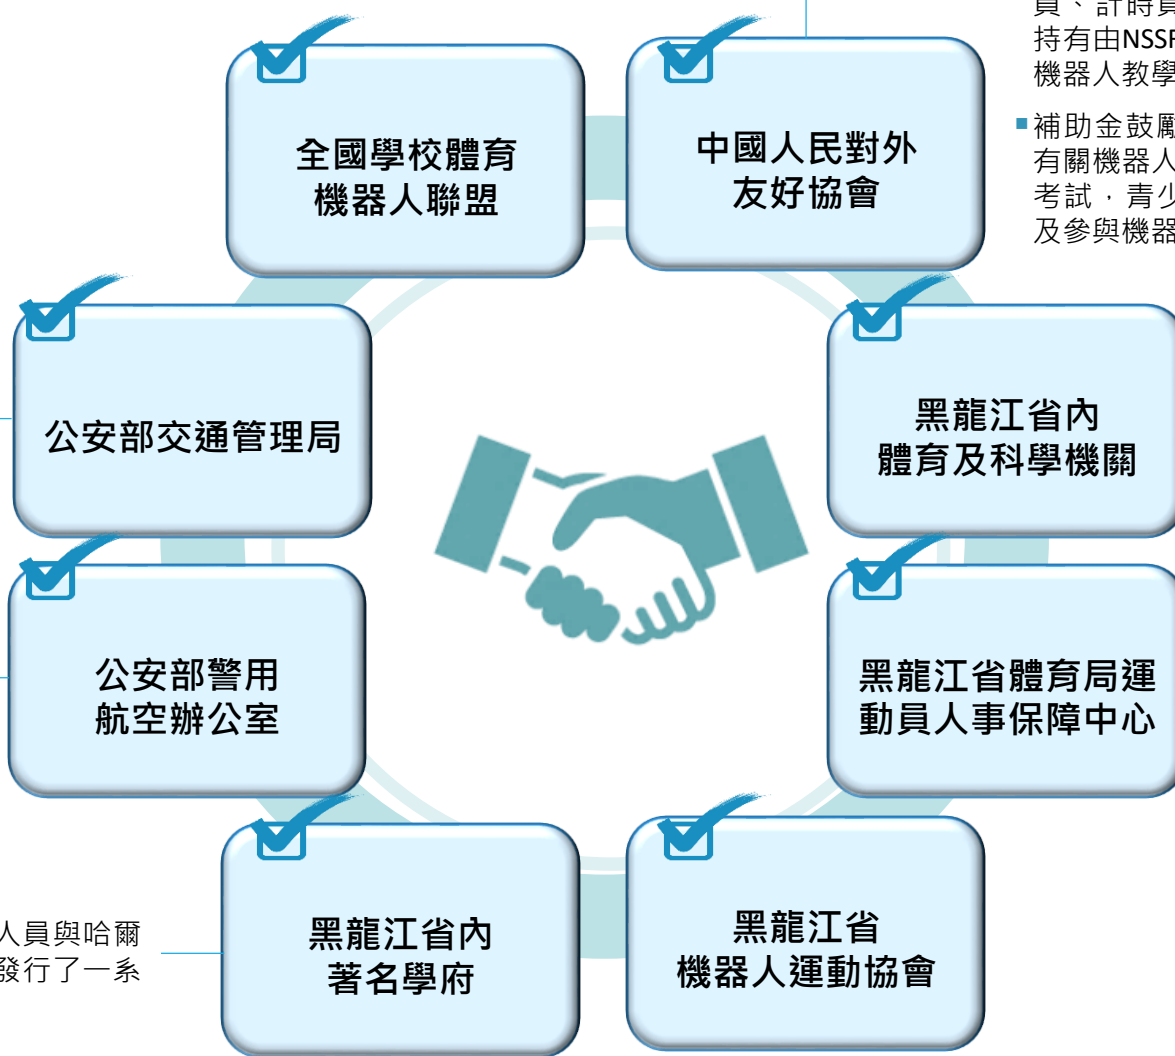 員、計時員
持有由NSSF
機器人教學
▪補助金鼓勵
有關機器人
考試，青少
及參與機器
全國學校體育
機器人聯盟
中國人民對外
友好協會
公安部交通管理局
黑龍江省內
體育及科學機關
公安部警用
航空辦公室
黑龍江省體育局運
動員人事保障中心
人員與哈爾
發行了一系
黑龍江省內
著名學府
黑龍江省
機器人運動協會